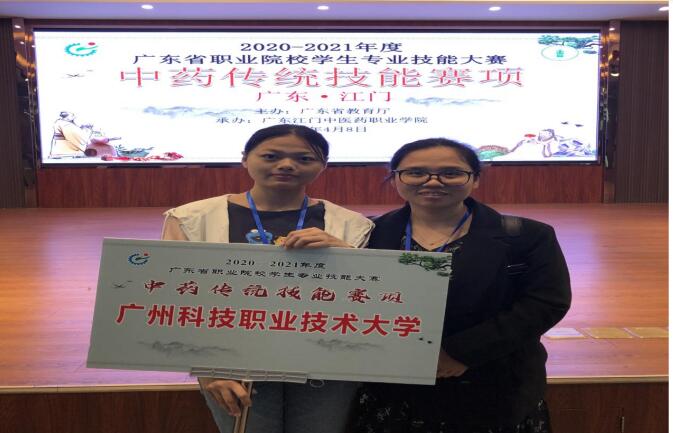 2020-2021年度
广东省职业院校学生专业技能大赛
中药传统技能赛项
广东·江门
主办：广东省教育厅
承办：广东江门中医药职业学院
年4月8日
2020-2021年度
广东省职业院校学生专业技能大赛
中药传统技能赛项
广州科技职业技术大学